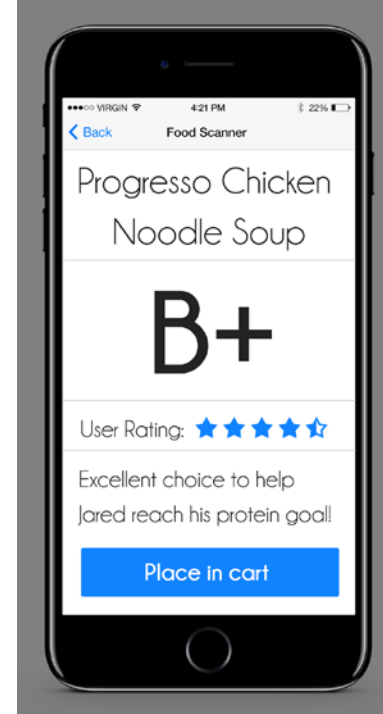 VIRGIN 4:21 PM 22%
Back Food Scanner
Progresso Chicken
Noodle Soup
B+
User Rating:
Excellent choice to help
Jared reach his protein goal!
Place in cart